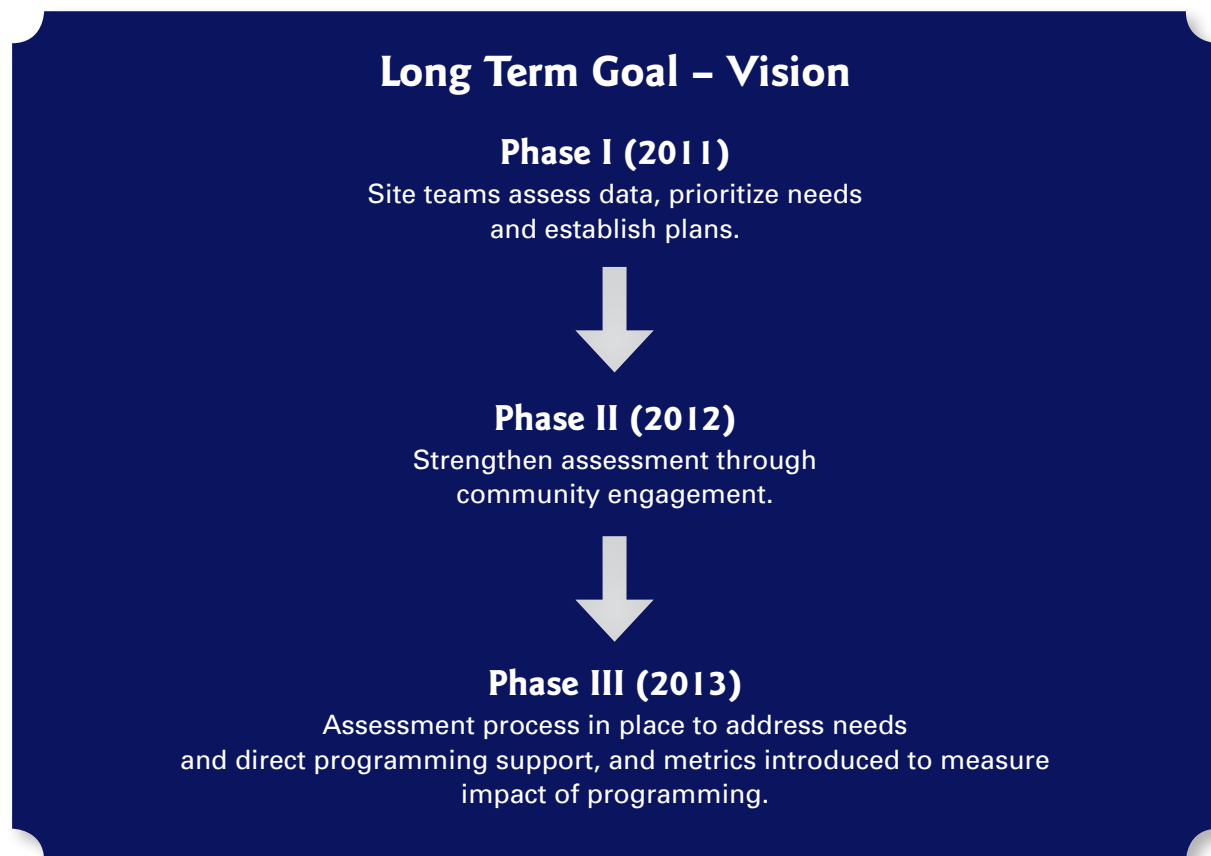 Long Term Goal – Vision
Phase I (2011)
Site teams assess data, prioritize needs
and establish plans.
Phase II (2012)
Strengthen assessment through
community engagement.
Phase III (2013)
Assessment process in place to address needs
and direct programming support, and metrics introduced to measure
impact of programming.